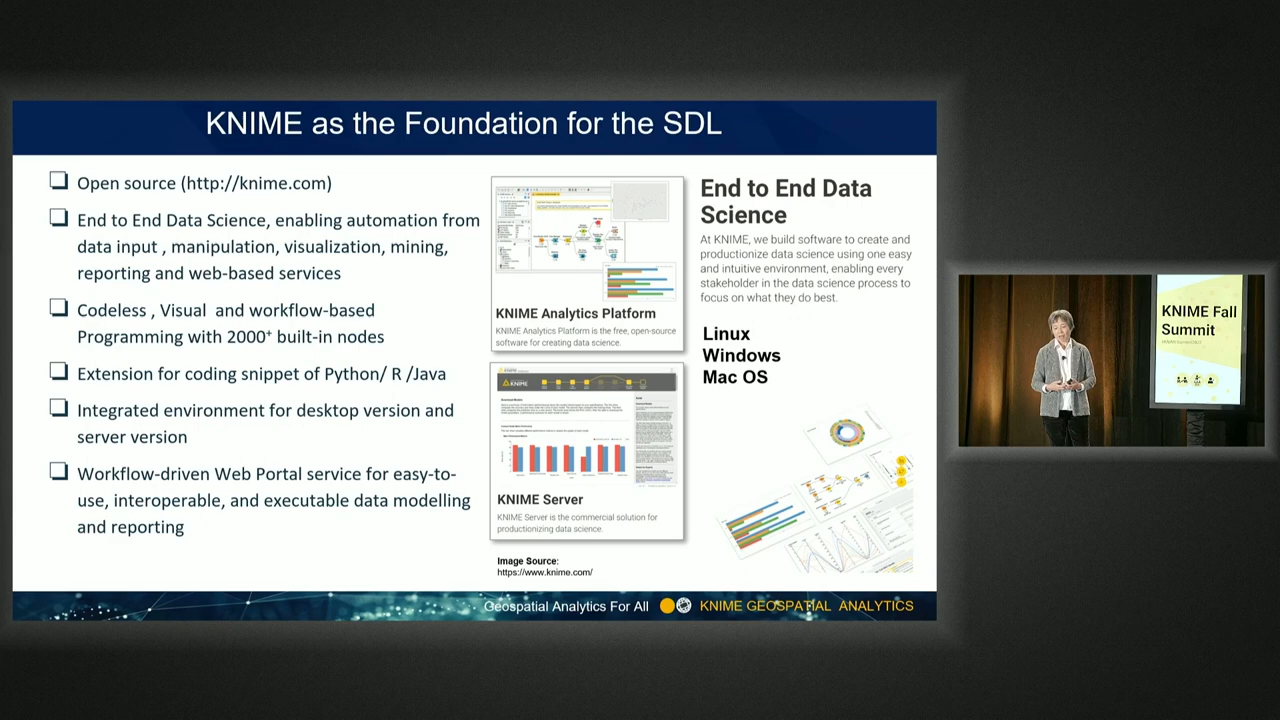 KNIME as the Foundation for the SDL
Open source (http://knime.com)
End to End Data Science, enabling automation from
data input , manipulation, visualization, mining,
reporting and web-based services
Codeless , Visual and workflow-based
Programming with 2000⁺ built-in nodes
Extension for coding snippet of Python/ R /Java
Integrated environment for desktop version and
server version
Workflow-driven Web Portal service for easy-to-
use, interoperable, and executable data modelling
and reporting
KNIME Analytics Platform
KNIME Analytics Platform is the free, open-source
software for creating data science.
KNIME
KNIME Server
KNIME Server is the commercial solution for
productionizing data science.
Image Source:
https://www.knime.com/
End to End Data
Science
At KNIME, we build software to create and
productionize data science using one easy
and intuitive environment, enabling every
stakeholder in the data science process to
focus on what they do best.
Linux
Windows
Mac OS
Geospatial Analytics For All
KNIME GEOSPATIAL ANALYTICS
KNIME Fall
Summit